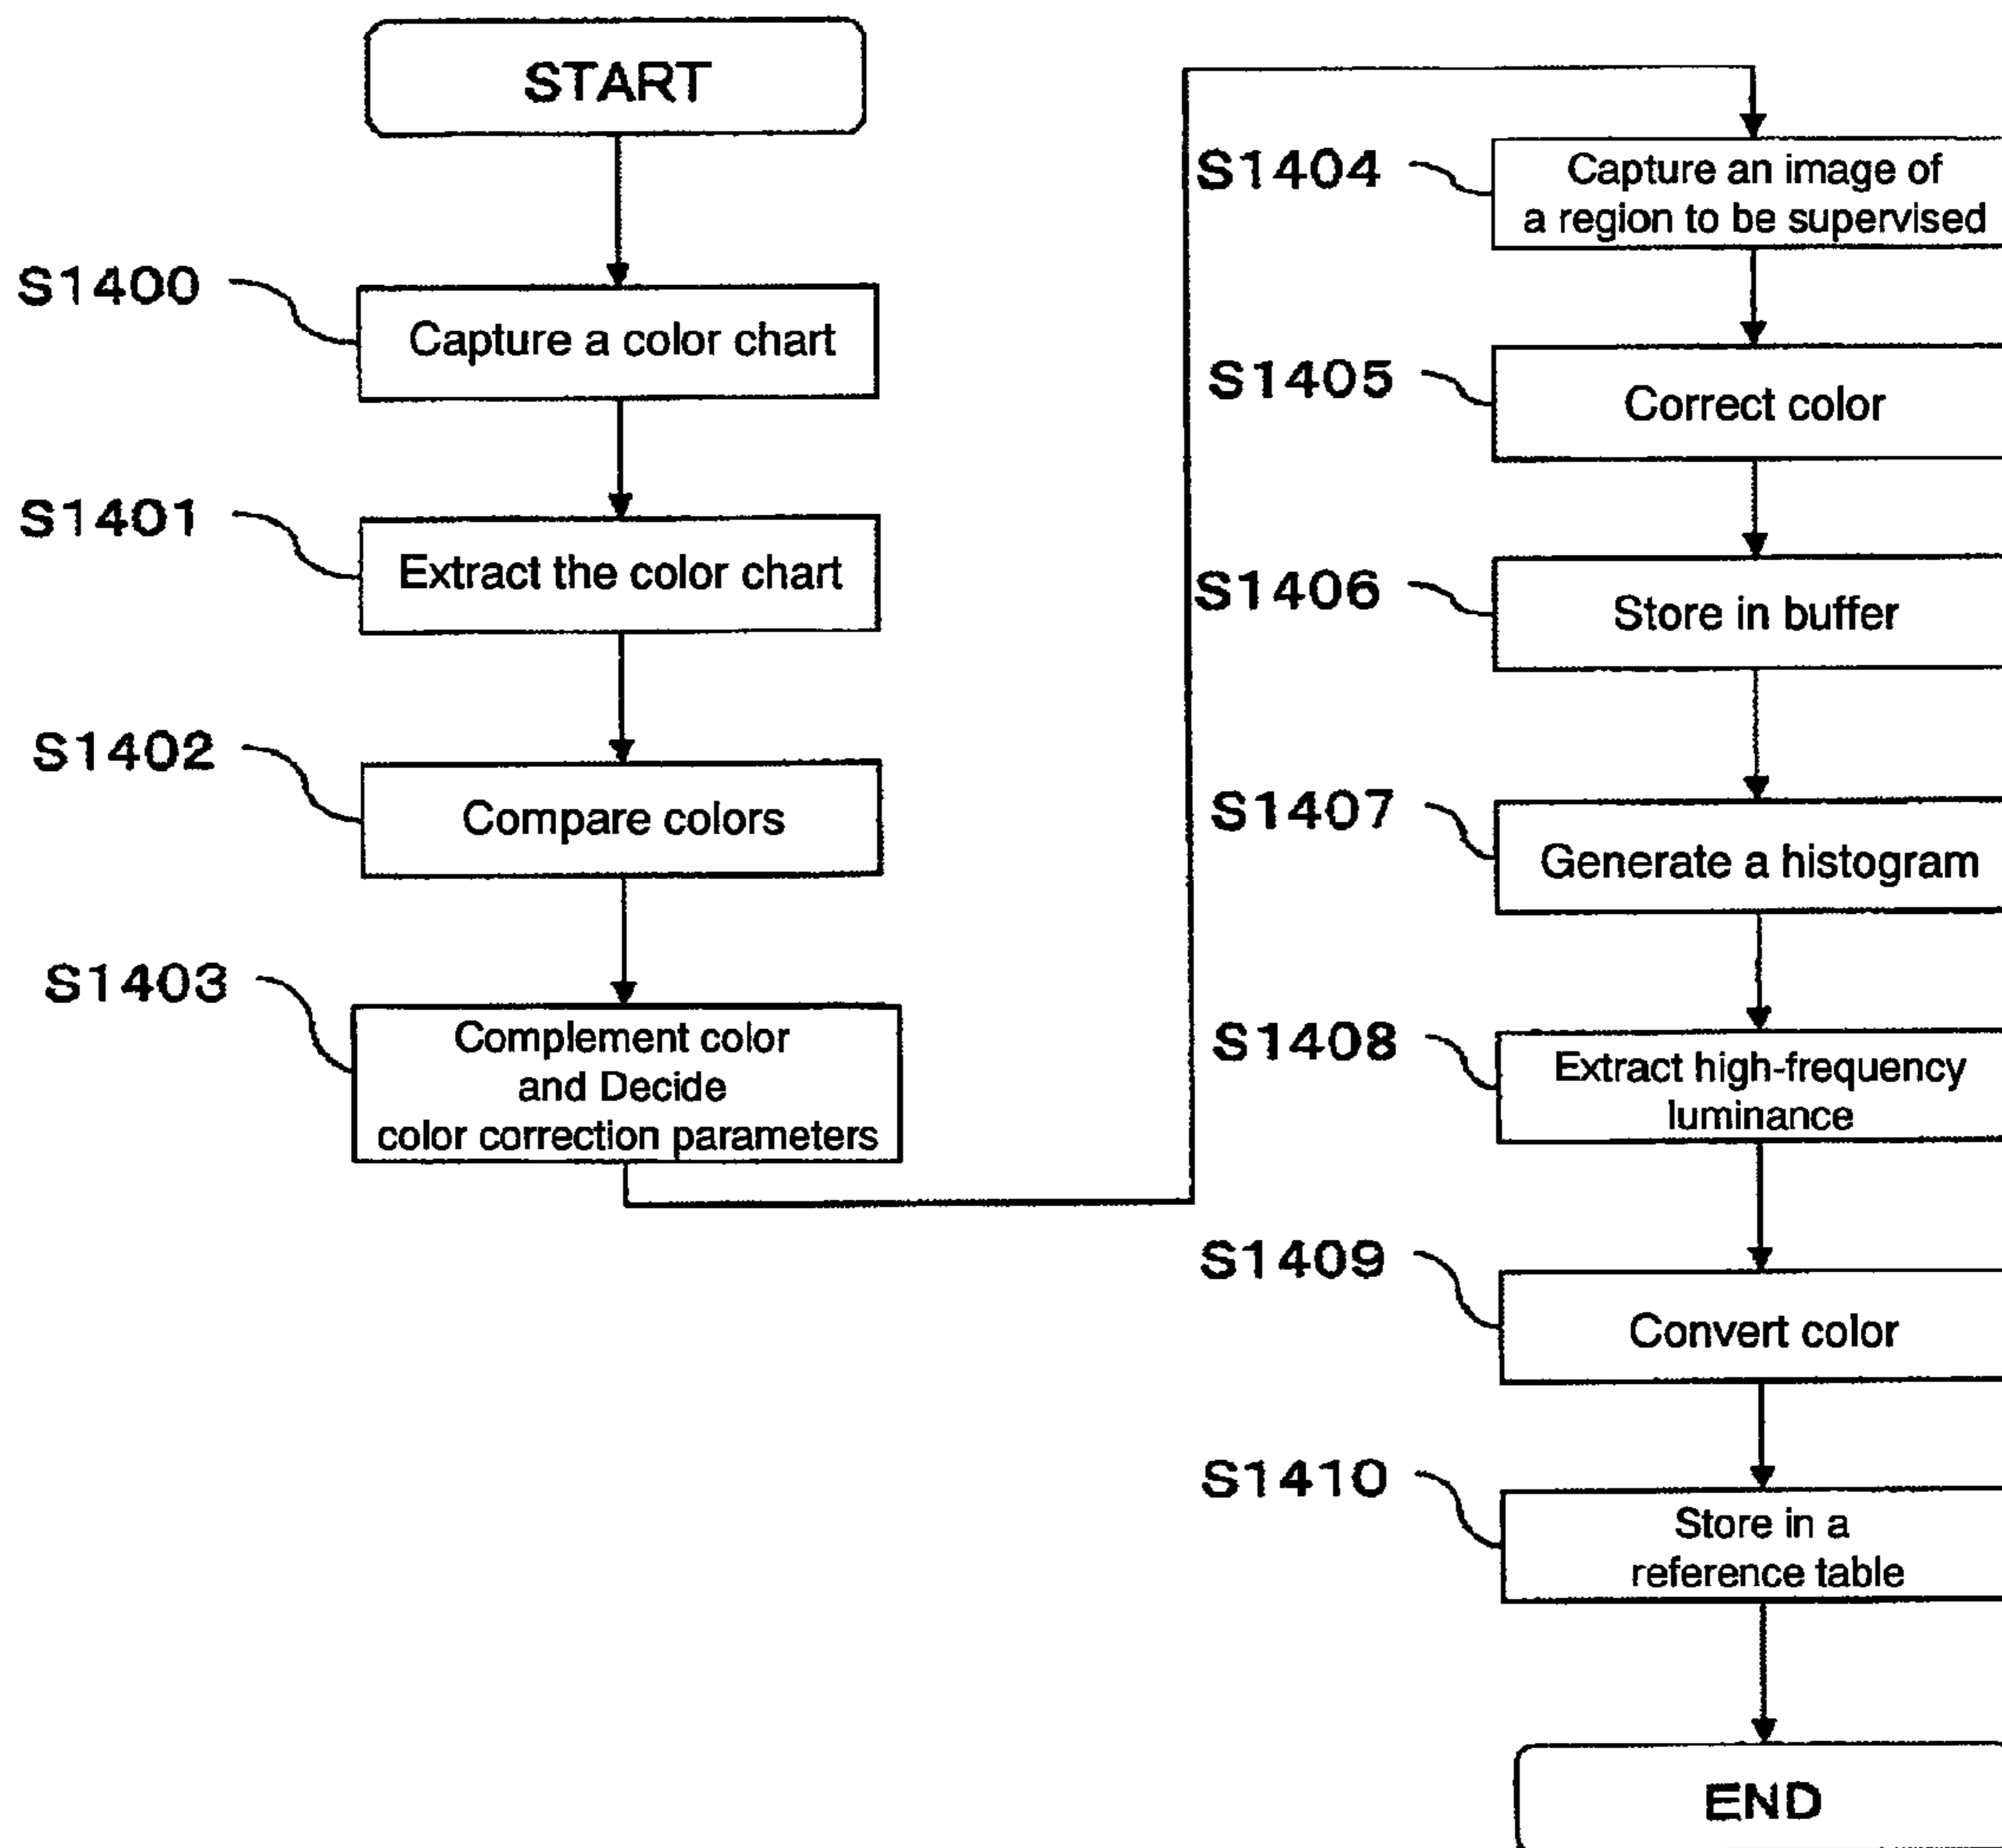 START
S1400
Capture a color chart
S1401
Extract the color chart
S1402
Compare colors
S1403
Complement color
and Decide
color correction parameters
S1404
Capture an image of
a region to be supervised
S1405
Correct color
S1406
Store in buffer
S1407
Generate a histogram
S1408
Extract high-frequency
luminance
S1409
Convert color
S1410
Store in a
reference table
END